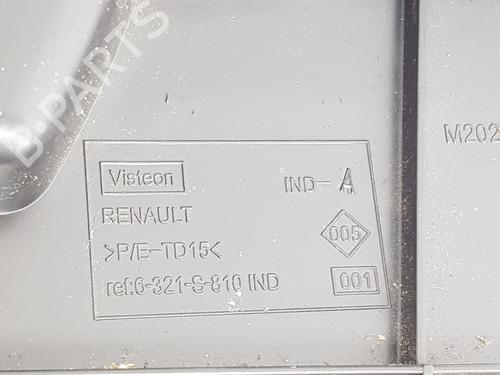 B-PARTS
Visteon IND-A
RENAULT
>P/E-TD15< 005
ref:6-321-S-810 IND 001
M202